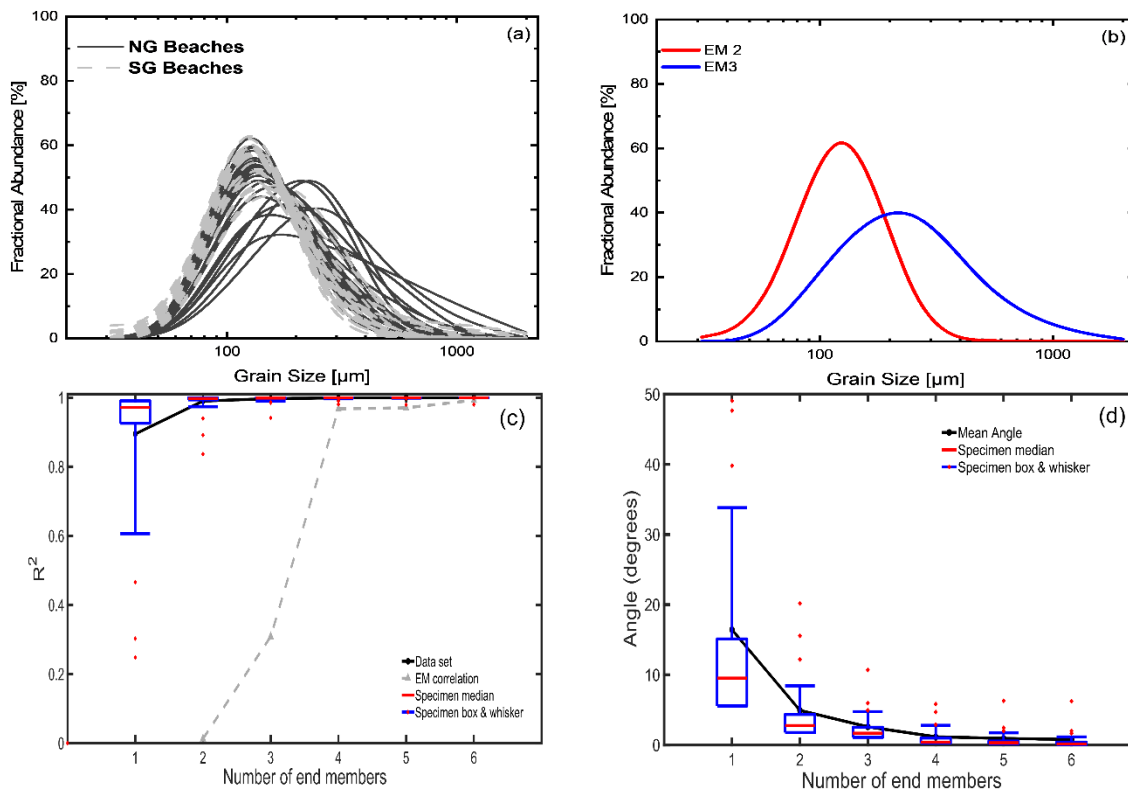 (a)
NG Beaches
SG Beaches
Fractional Abundance [%]
100
80
60
40
20
0
100
1000
Grain Size [µm]
(b)
EM 2
EM3
Fractional Abundance [%]
100
80
60
40
20
0
100
1000
Grain Size [µm]
(c)
R²
1
0.8
0.6
0.4
0.2
0
1 2 3 4 5 6
Number of end members
Data set
EM correlation
Specimen median
Specimen box & whisker
(d)
Mean Angle
Specimen median
Specimen box & whisker
Angle (degrees)
50
40
30
20
10
0
1 2 3 4 5 6
Number of end members